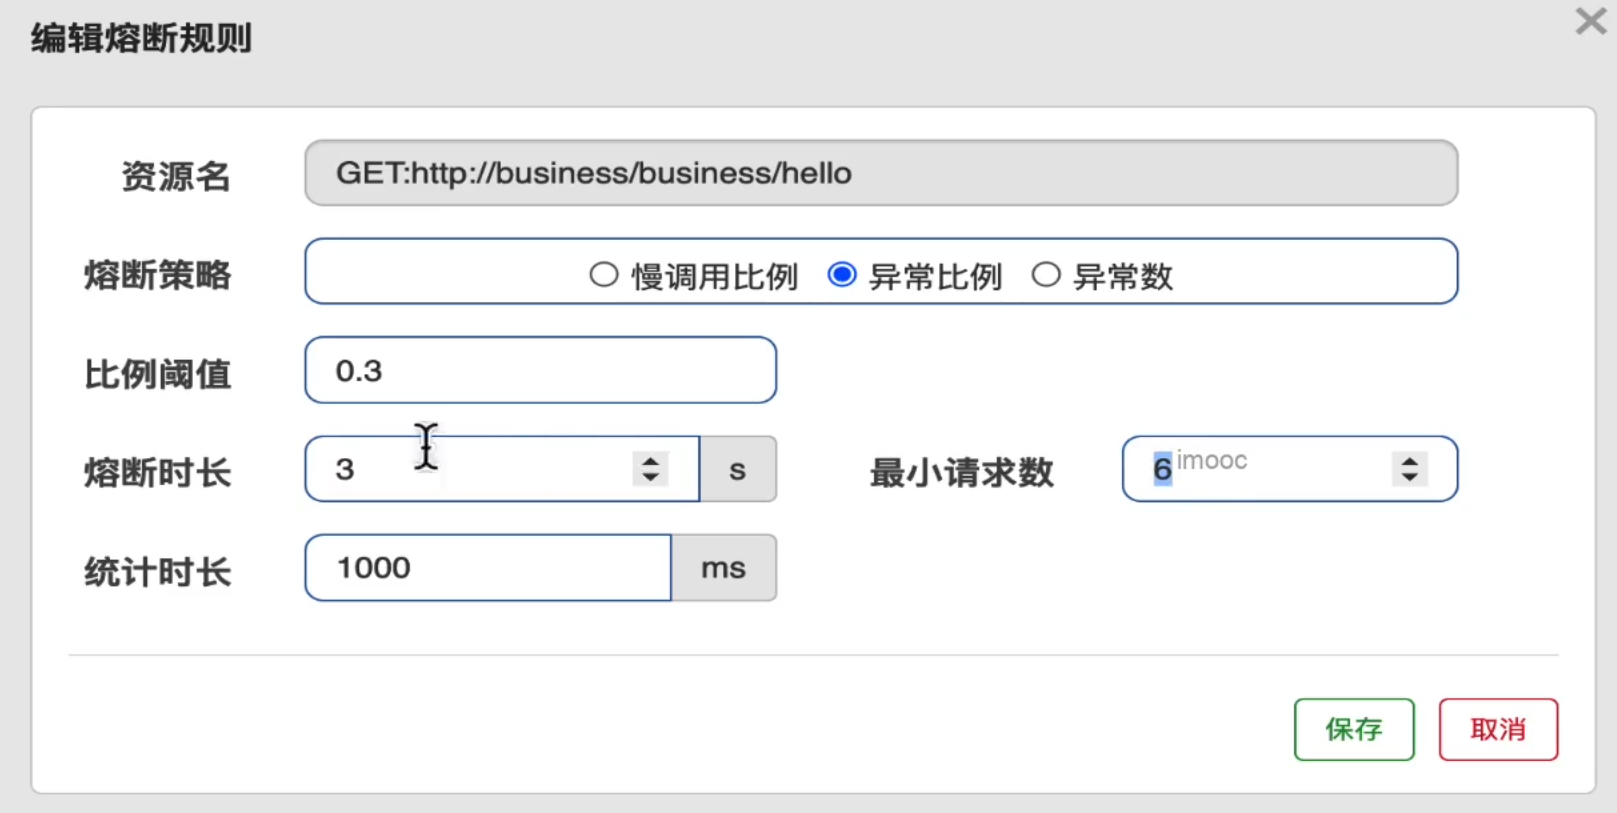 编辑熔断规则
资源名 GET:http://business/business/hello
熔断策略 慢调用比例 异常比例 异常数
比例阈值 0.3
熔断时长 3 s 最小请求数 6 imooc
统计时长 1000 ms
保存 取消